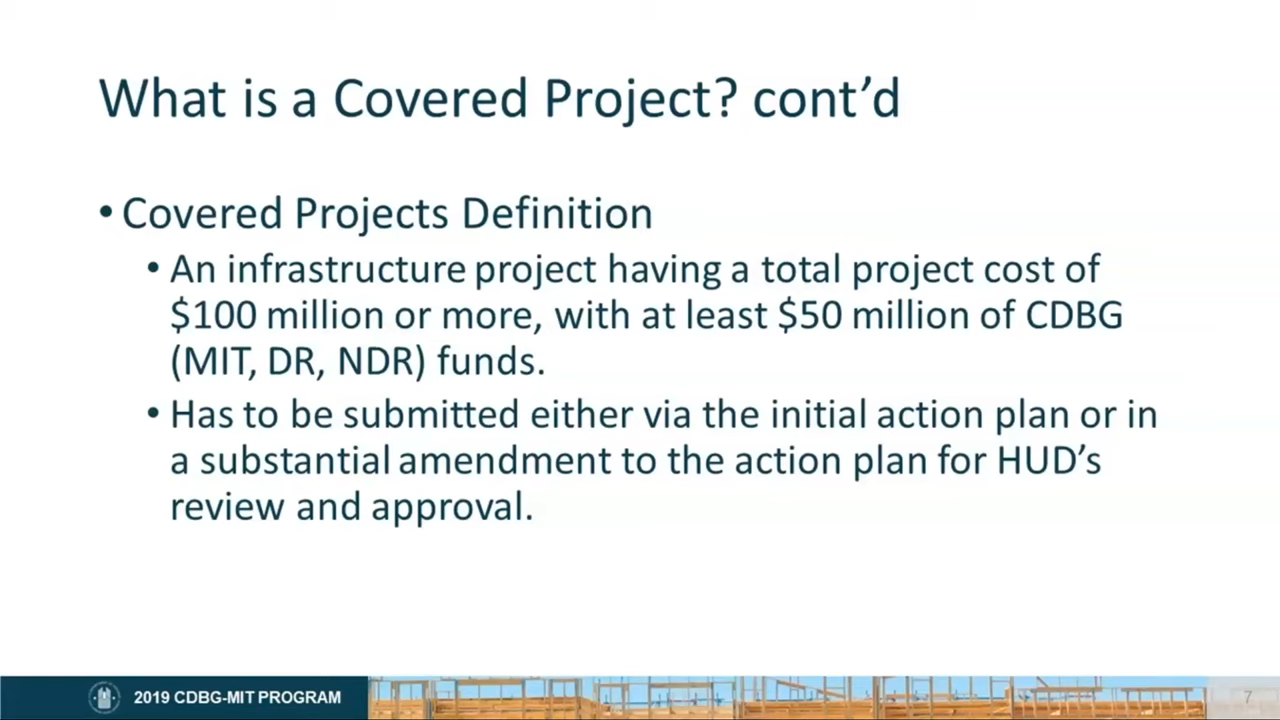 What is a Covered Project? cont’d
• Covered Projects Definition
• An infrastructure project having a total project cost of
$100 million or more, with at least $50 million of CDBG
(MIT, DR, NDR) funds.
• Has to be submitted either via the initial action plan or in
a substantial amendment to the action plan for HUD’s
review and approval.
2019 CDBG-MIT PROGRAM
7